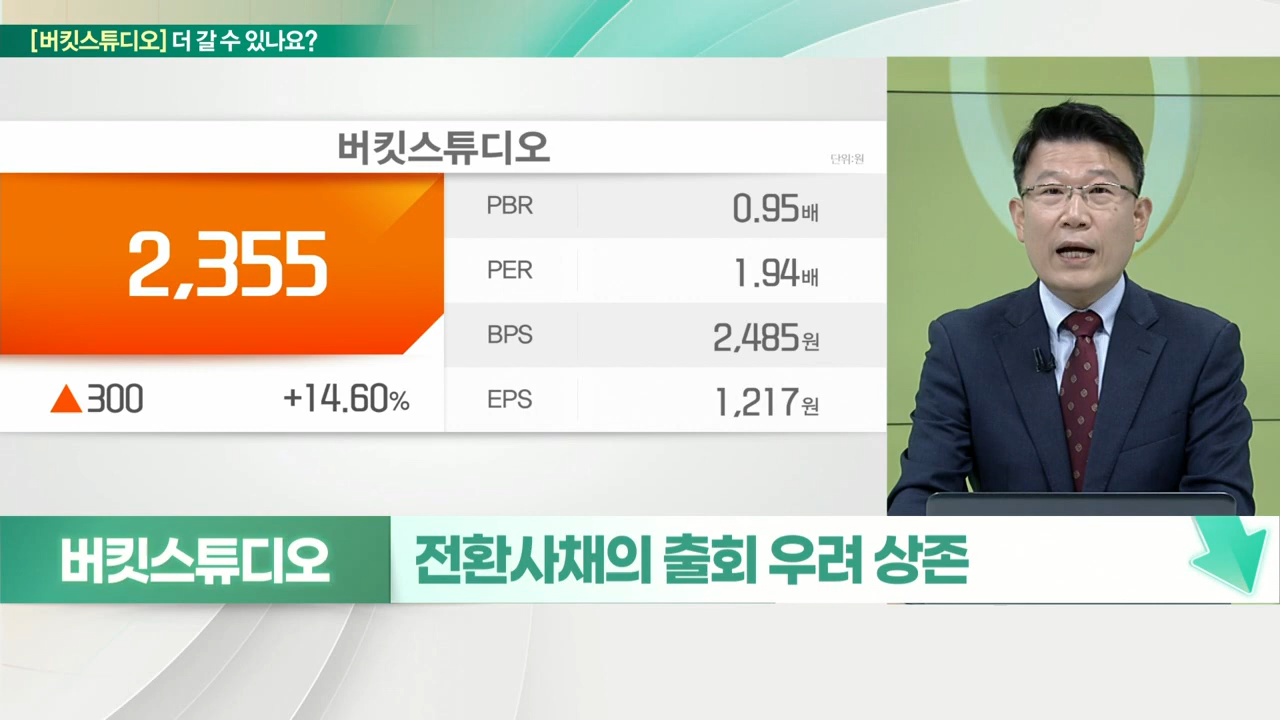 [버킷스튜디오] 더 갈 수 있나요?
버킷스튜디오
단위:원
2,355
▲300 +14.60%
PBR 0.95배
PER 1.94배
BPS 2,485원
EPS 1,217원
버킷스튜디오 전환사채의 출회 우려 상존